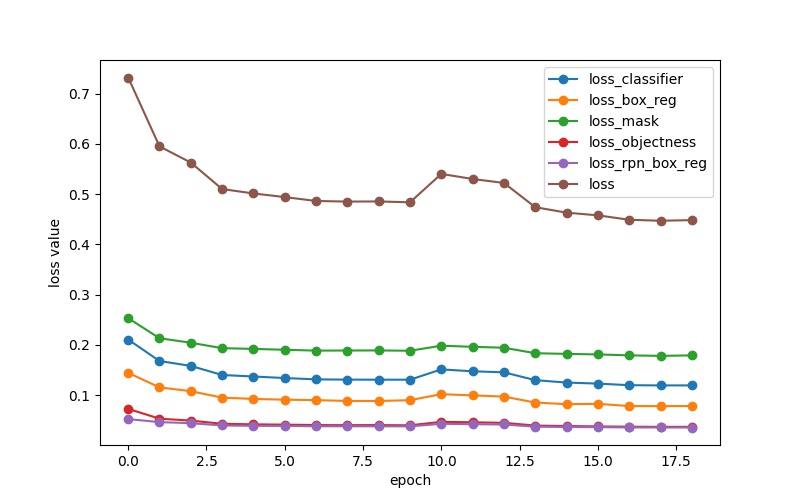 loss_classifier
loss_box_reg
loss_mask
loss_objectness
loss_rpn_box_reg
loss
loss value
0.7
0.6
0.5
0.4
0.3
0.2
0.1
0.0 2.5 5.0 7.5 10.0 12.5 15.0 17.5
epoch